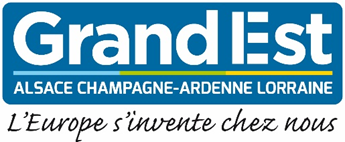 Grand Est
ALSACE CHAMPAGNE-ARDENNE LORRAINE
L'Europe s'invente chez nous